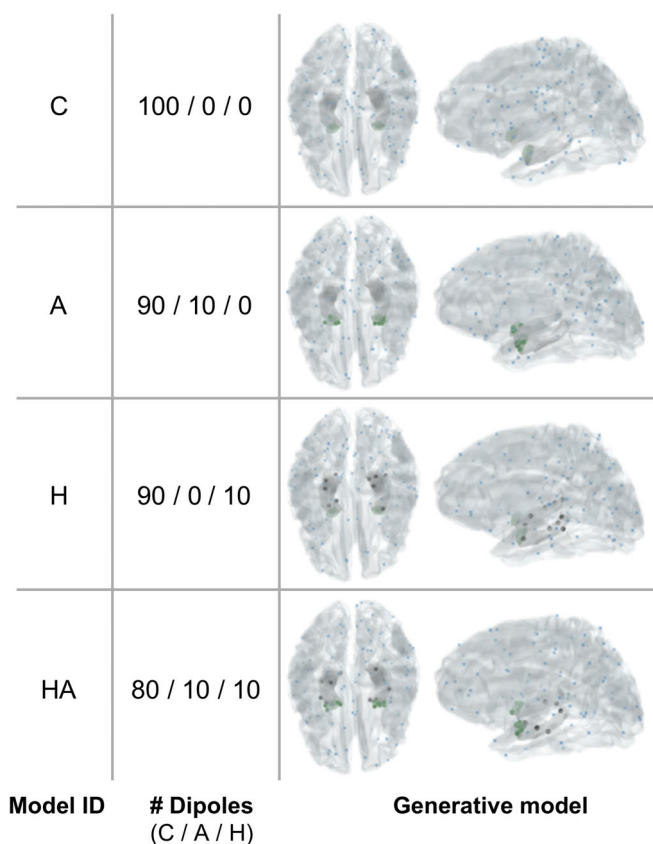 C
100 / 0 / 0
A
90 / 10 / 0
H
90 / 0 / 10
HA
80 / 10 / 10
Model ID
# Dipoles
(C / A / H)
Generative model